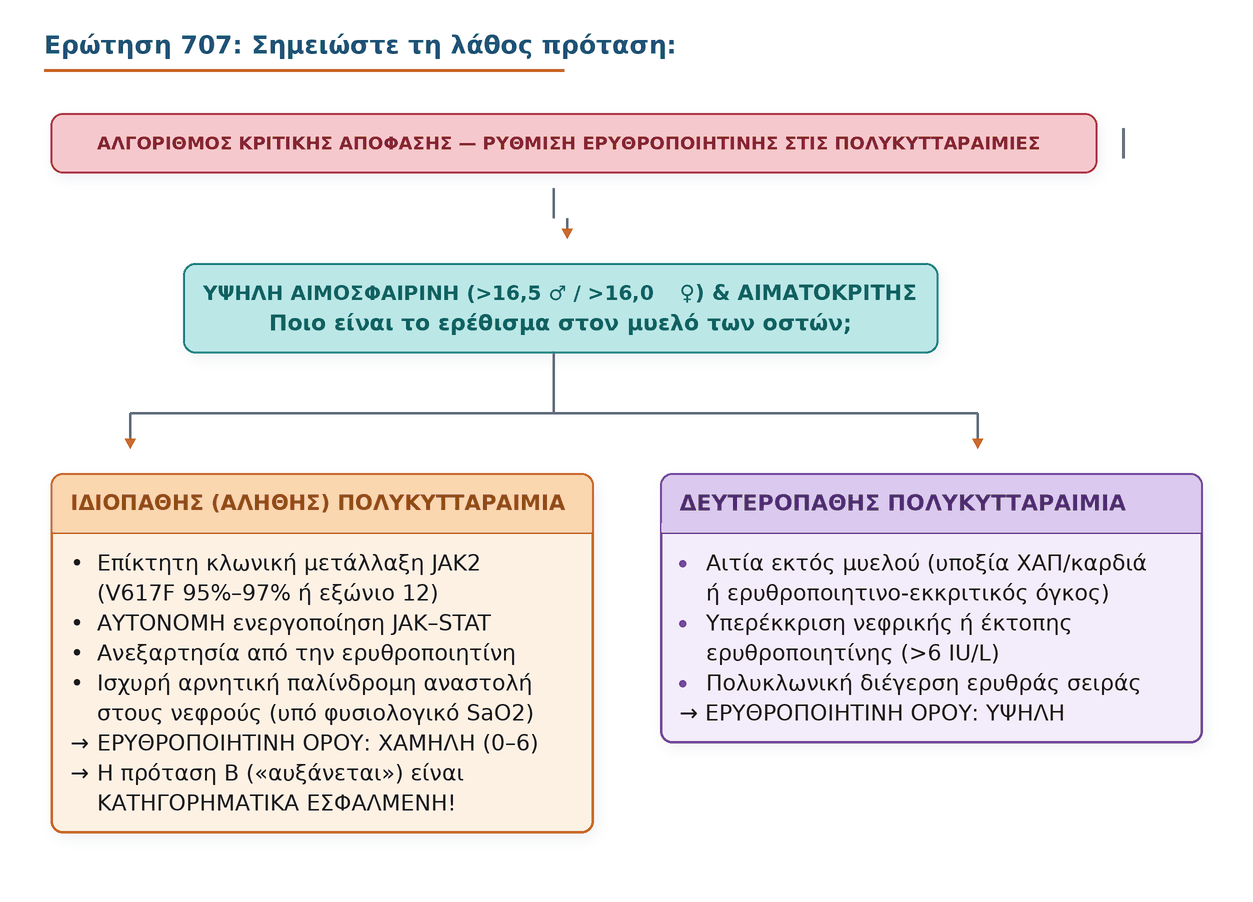 Ερώτηση 707: Σημειώστε τη λάθος πρόταση:
ΑΛΓΟΡΙΘΜΟΣ ΚΡΙΤΙΚΗΣ ΑΠΟΦΑΣΗΣ — ΡΥΘΜΙΣΗ ΕΡΥΘΡΟΠΟΙΗΤΙΝΗΣ ΣΤΙΣ ΠΟΛΥΚΥΤΤΑΡΑΙΜΙΕΣ
ΥΨΗΛΗ ΑΙΜΟΣΦΑΙΡΙΝΗ (>16,5 ♂ / >16,0 ♀) & ΑΙΜΑΤΟΚΡΙΤΗΣ
Ποιο είναι το ερέθισμα στον μυελό των οστών;
ΙΔΙΟΠΑΘΗΣ (ΑΛΗΘΗΣ) ΠΟΛΥΚΥΤΤΑΡΑΙΜΙΑ
• Επίκτητη κλωνική μετάλλαξη JAK2
(V617F 95%–97% ή εξώνιο 12)
• ΑΥΤΟΝΟΜΗ ενεργοποίηση JAK–STAT
• Ανεξαρτησία από την ερυθροποιητίνη
• Ισχυρή αρνητική παλίνδρομη αναστολή
στους νεφρούς (υπό φυσιολογικό SaO2)
→ ΕΡΥΘΡΟΠΟΙΗΤΙΝΗ ΟΡΟΥ: ΧΑΜΗΛΗ (0–6)
→ Η πρόταση Β («αυξάνεται») είναι
ΚΑΤΗΓΟΡΗΜΑΤΙΚΑ ΕΣΦΑΛΜΕΝΗ!
ΔΕΥΤΕΡΟΠΑΘΗΣ ΠΟΛΥΚΥΤΤΑΡΑΙΜΙΑ
• Αιτία εκτός μυελού (υποξία ΧΑΠ/καρδιά
ή ερυθροποιητινο-εκκριτικός όγκος)
• Υπερέκκριση νεφρικής ή έκτοπης
ερυθροποιητίνης (>6 IU/L)
• Πολυκλωνική διέγερση ερυθράς σειράς
→ ΕΡΥΘΡΟΠΟΙΗΤΙΝΗ ΟΡΟΥ: ΥΨΗΛΗ